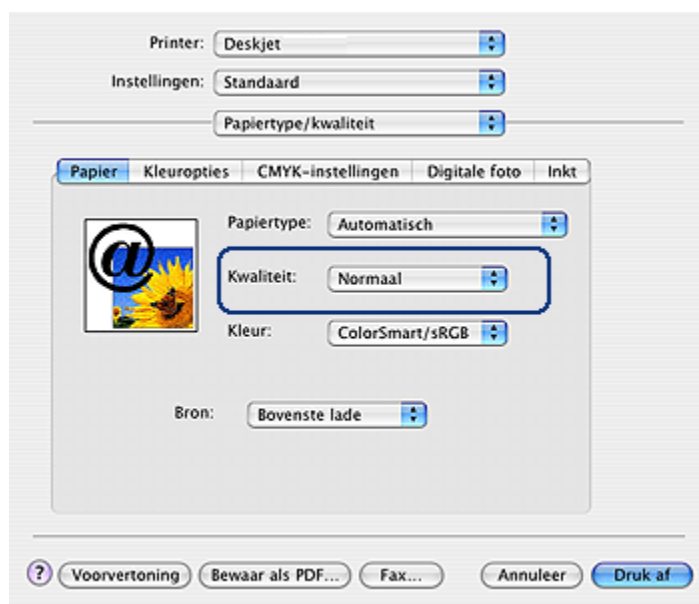 Printer: Deskjet
Instellingen: Standaard
Papiertype/kwaliteit
Papier Kleuropties CMYK-instellingen Digitale foto Inkt
@ Papiertype: Automatisch
Kwaliteit: Normaal
Kleur: ColorSmart/sRGB
Bron: Bovenste lade
? Voorvertoning Bewaar als PDF... Fax... Annuleer Druk af